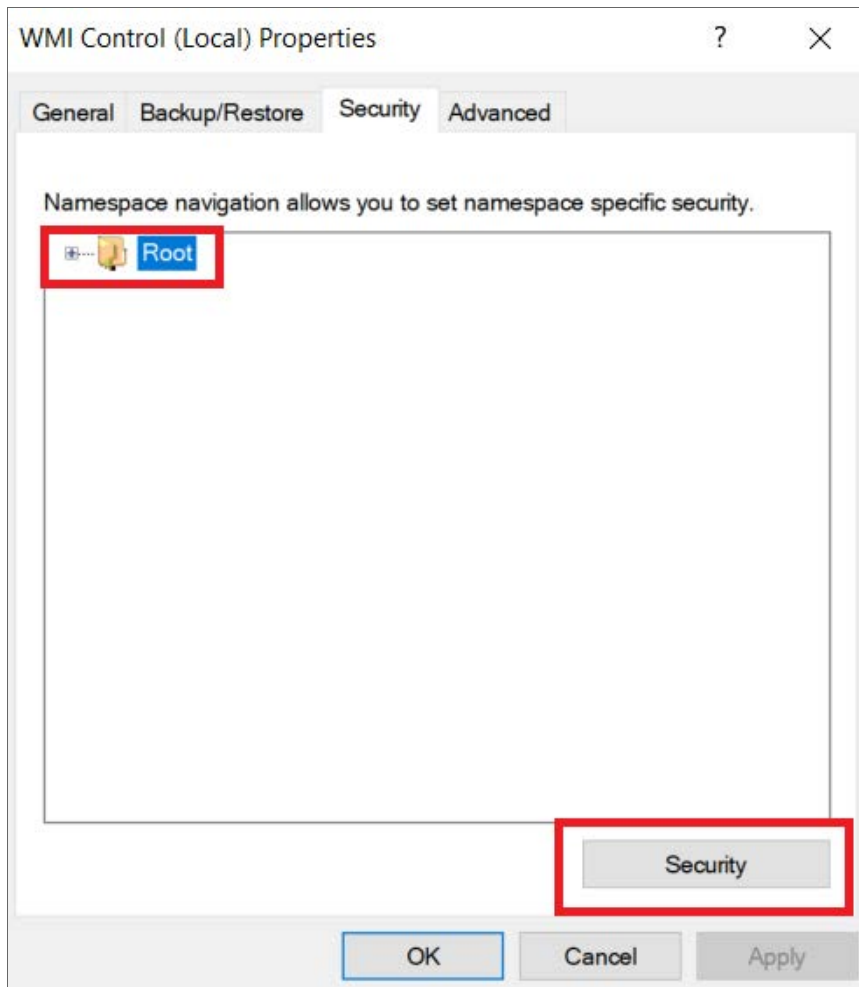 WMI Control (Local) Properties ?
General Backup/Restore Security Advanced
Namespace navigation allows you to set namespace specific security.
Root
Security
OK Cancel Apply